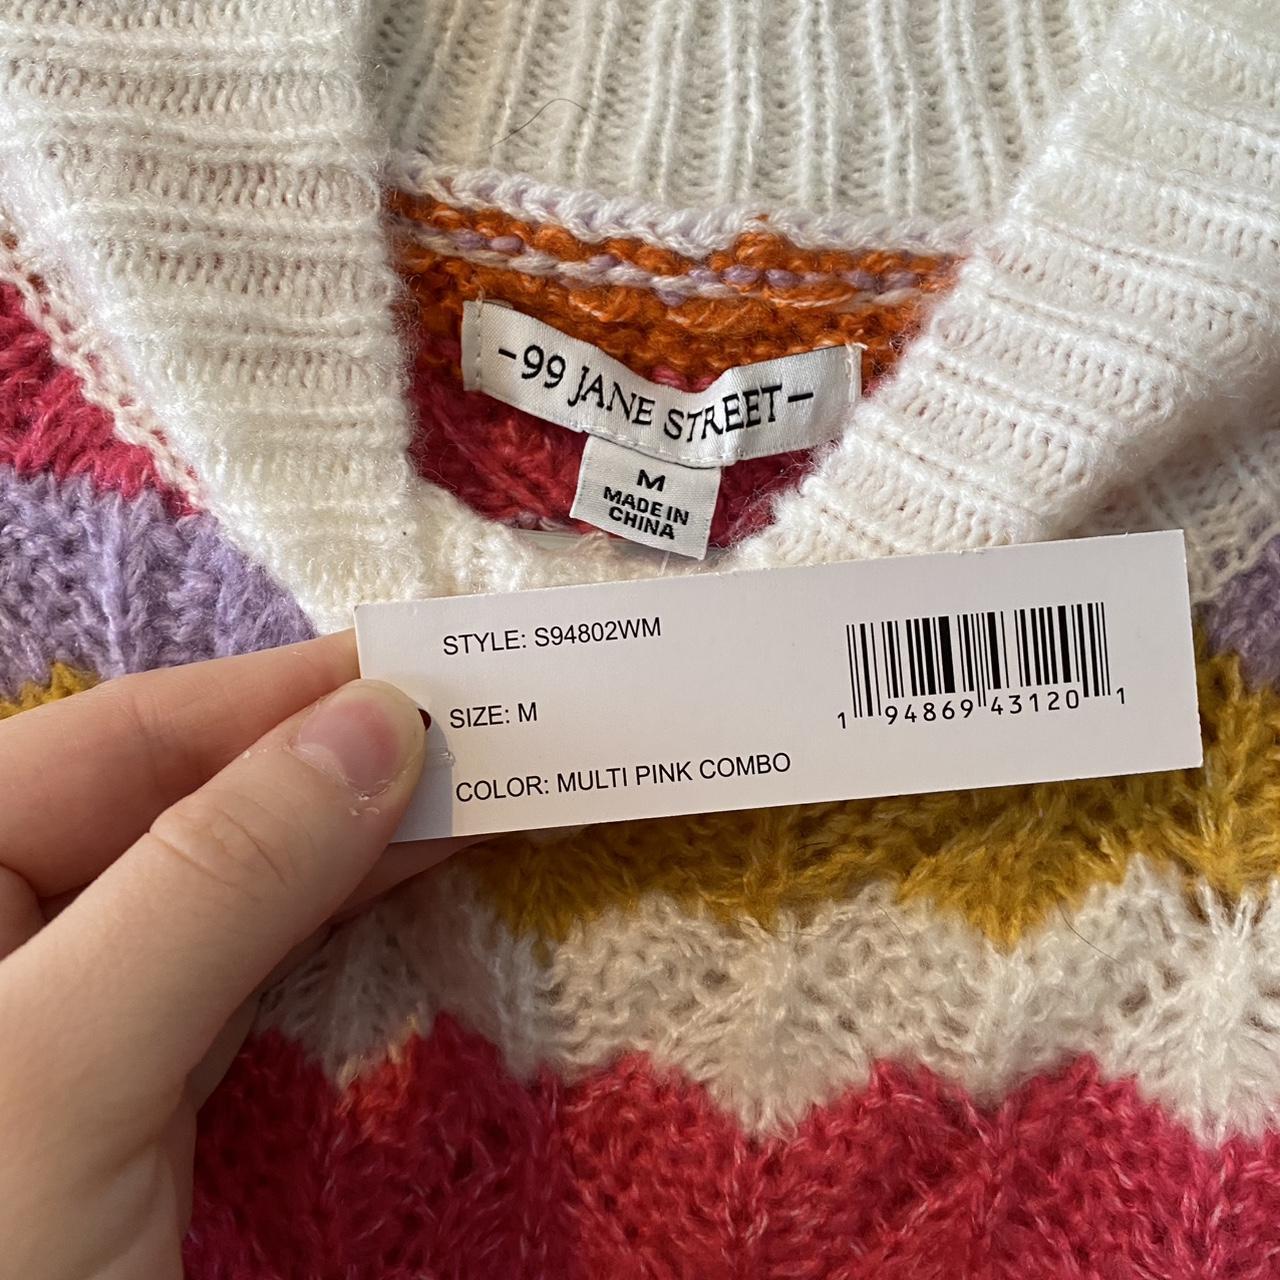 -99 JANE STREET-
M
MADE IN
CHINA
STYLE: S94802WM
SIZE: M
COLOR: MULTI PINK COMBO
1 94869 43120 1